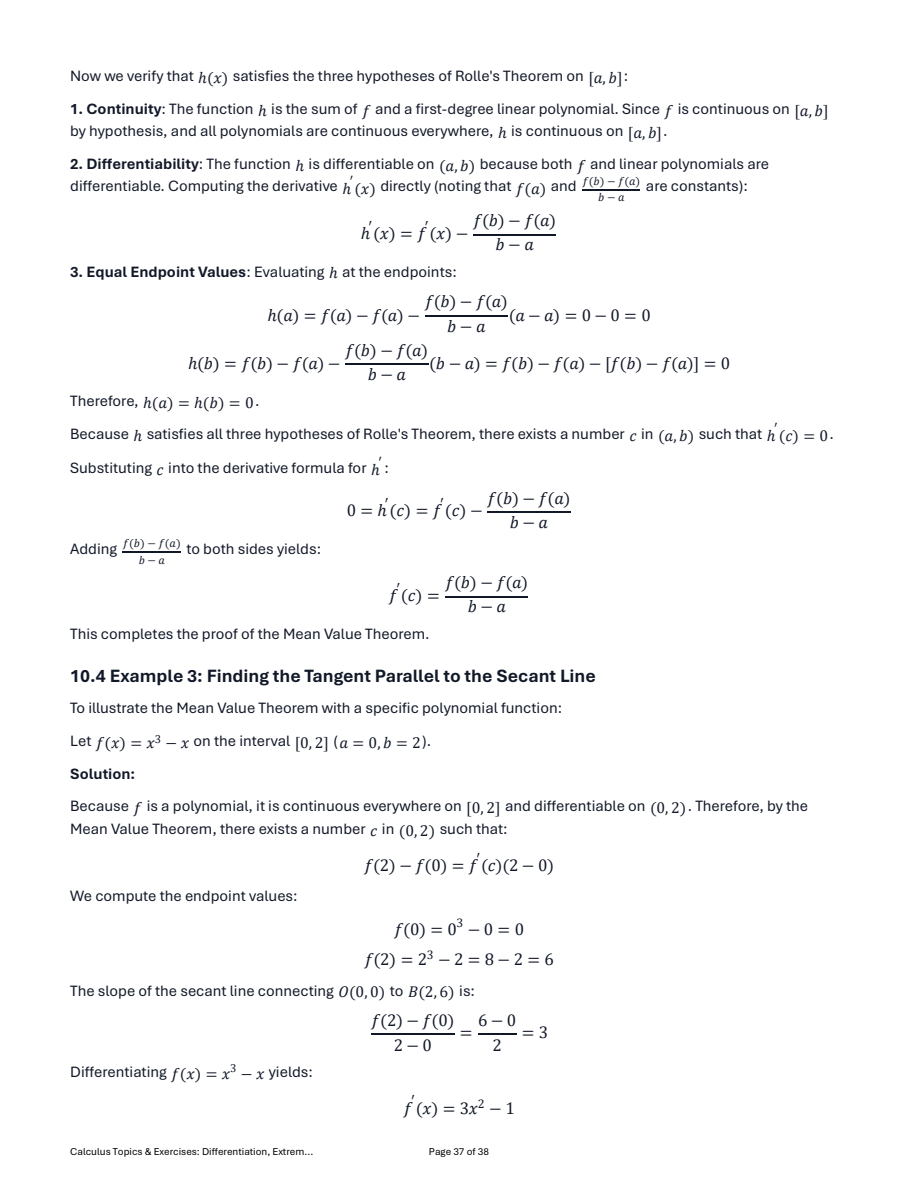 Now we verify that h(x) satisfies the three hypotheses of Rolle's Theorem on [a, b]:
1. Continuity: The function h is the sum of f and a first-degree linear polynomial. Since f is continuous on [a, b]
by hypothesis, and all polynomials are continuous everywhere, h is continuous on [a, b].
2. Differentiability: The function h is differentiable on (a, b) because both f and linear polynomials are
differentiable. Computing the derivative h′(x) directly (noting that f(a) and \frac{f(b) − f(a)}{b − a} are constants):
h′(x) = f′(x) − \frac{f(b) − f(a)}{b − a}
3. Equal Endpoint Values: Evaluating h at the endpoints:
h(a) = f(a) − f(a) − \frac{f(b) − f(a)}{b − a}(a − a) = 0 − 0 = 0
h(b) = f(b) − f(a) − \frac{f(b) − f(a)}{b − a}(b − a) = f(b) − f(a) − [f(b) − f(a)] = 0
Therefore, h(a) = h(b) = 0.
Because h satisfies all three hypotheses of Rolle's Theorem, there exists a number c in (a, b) such that h′(c) = 0.
Substituting c into the derivative formula for h′:
0 = h′(c) = f′(c) − \frac{f(b) − f(a)}{b − a}
Adding \frac{f(b) − f(a)}{b − a} to both sides yields:
f′(c) = \frac{f(b) − f(a)}{b − a}
This completes the proof of the Mean Value Theorem.
10.4 Example 3: Finding the Tangent Parallel to the Secant Line
To illustrate the Mean Value Theorem with a specific polynomial function:
Let f(x) = x³ − x on the interval [0, 2] (a = 0, b = 2).
Solution:
Because f is a polynomial, it is continuous everywhere on [0, 2] and differentiable on (0, 2). Therefore, by the
Mean Value Theorem, there exists a number c in (0, 2) such that:
f(2) − f(0) = f′(c)(2 − 0)
We compute the endpoint values:
f(0) = 0³ − 0 = 0
f(2) = 2³ − 2 = 8 − 2 = 6
The slope of the secant line connecting O(0, 0) to B(2, 6) is:
\frac{f(2) − f(0)}{2 − 0} = \frac{6 − 0}{2} = 3
Differentiating f(x) = x³ − x yields:
f′(x) = 3x² − 1
Calculus Topics & Exercises: Differentiation, Extrem... Page 37 of 38